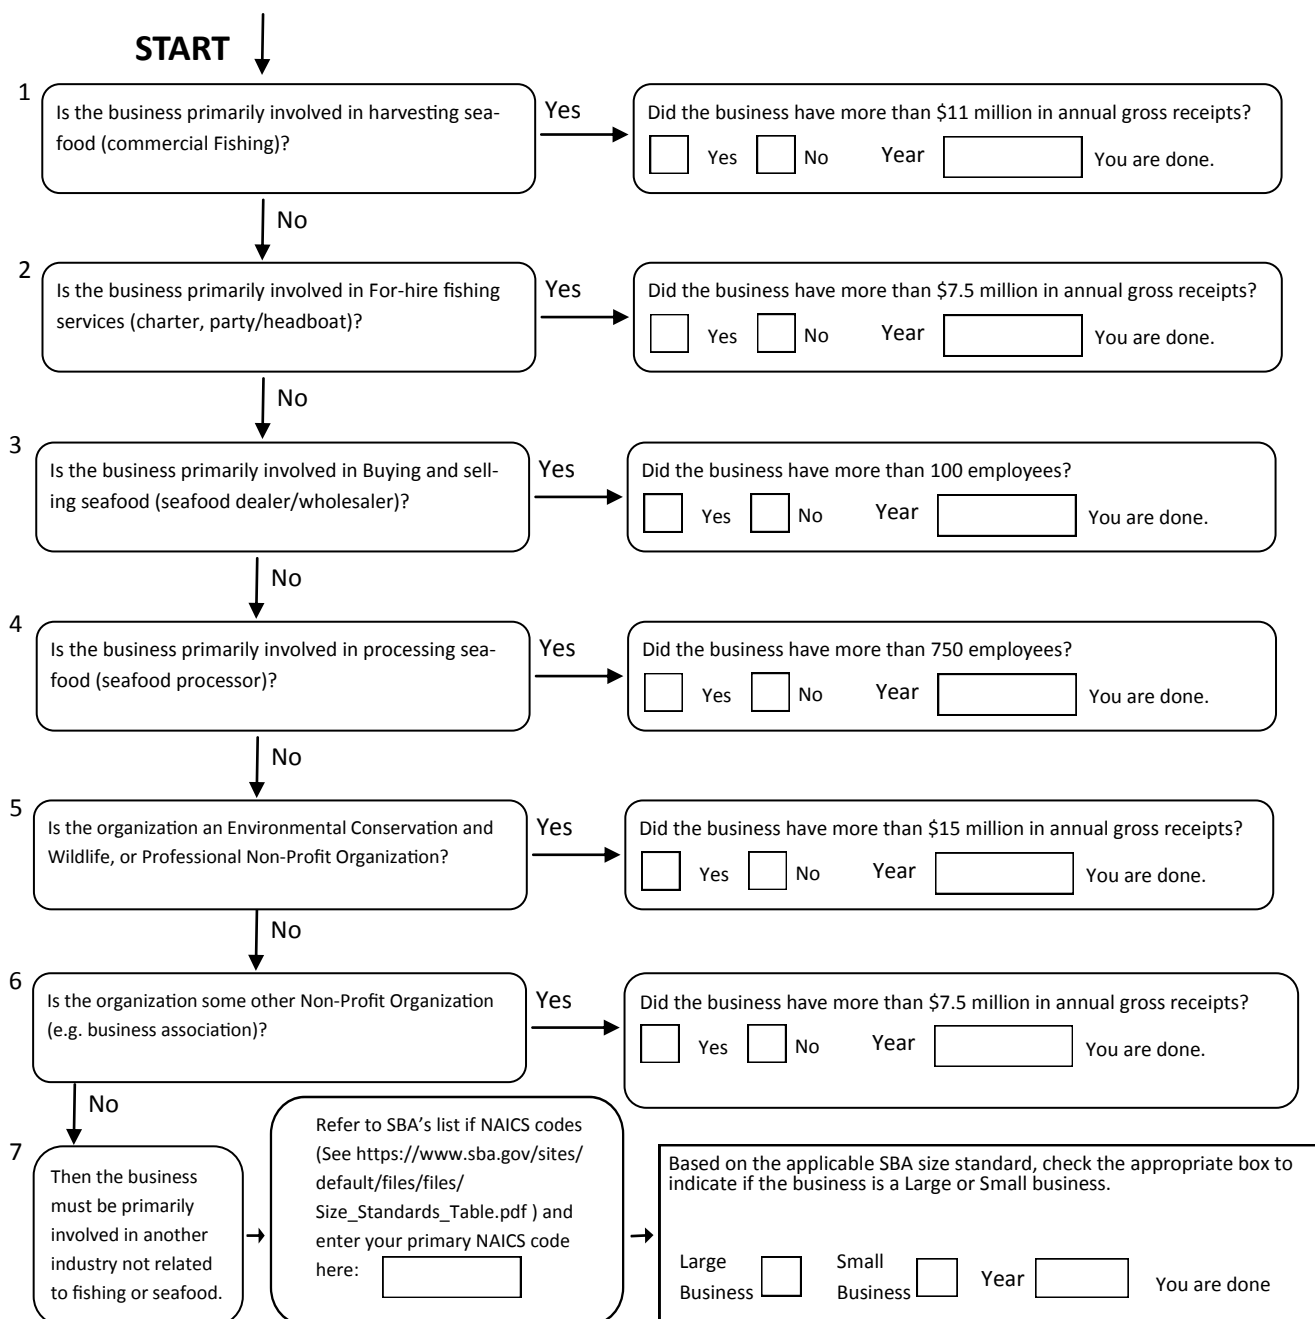 START
1
Is the business primarily involved in harvesting sea-
food (commercial Fishing)?
Yes
Did the business have more than $11 million in annual gross receipts?
Yes No Year You are done.
No
2
Is the business primarily involved in For-hire fishing
services (charter, party/headboat)?
Yes
Did the business have more than $7.5 million in annual gross receipts?
Yes No Year You are done.
No
3
Is the business primarily involved in Buying and sell-
ing seafood (seafood dealer/wholesaler)?
Yes
Did the business have more than 100 employees?
Yes No Year You are done.
No
4
Is the business primarily involved in processing sea-
food (seafood processor)?
Yes
Did the business have more than 750 employees?
Yes No Year You are done.
No
5
Is the organization an Environmental Conservation and
Wildlife, or Professional Non-Profit Organization?
Yes
Did the business have more than $15 million in annual gross receipts?
Yes No Year You are done.
No
6
Is the organization some other Non-Profit Organization
(e.g. business association)?
Yes
Did the business have more than $7.5 million in annual gross receipts?
Yes No Year You are done.
No
7
Then the business
must be primarily
involved in another
industry not related
to fishing or seafood.
Refer to SBA's list if NAICS codes
(See https://www.sba.gov/sites/
default/files/files/
Size_Standards_Table.pdf ) and
enter your primary NAICS code
here:
Based on the applicable SBA size standard, check the appropriate box to
indicate if the business is a Large or Small business.
Large
Business
Small
Business
Year
You are done